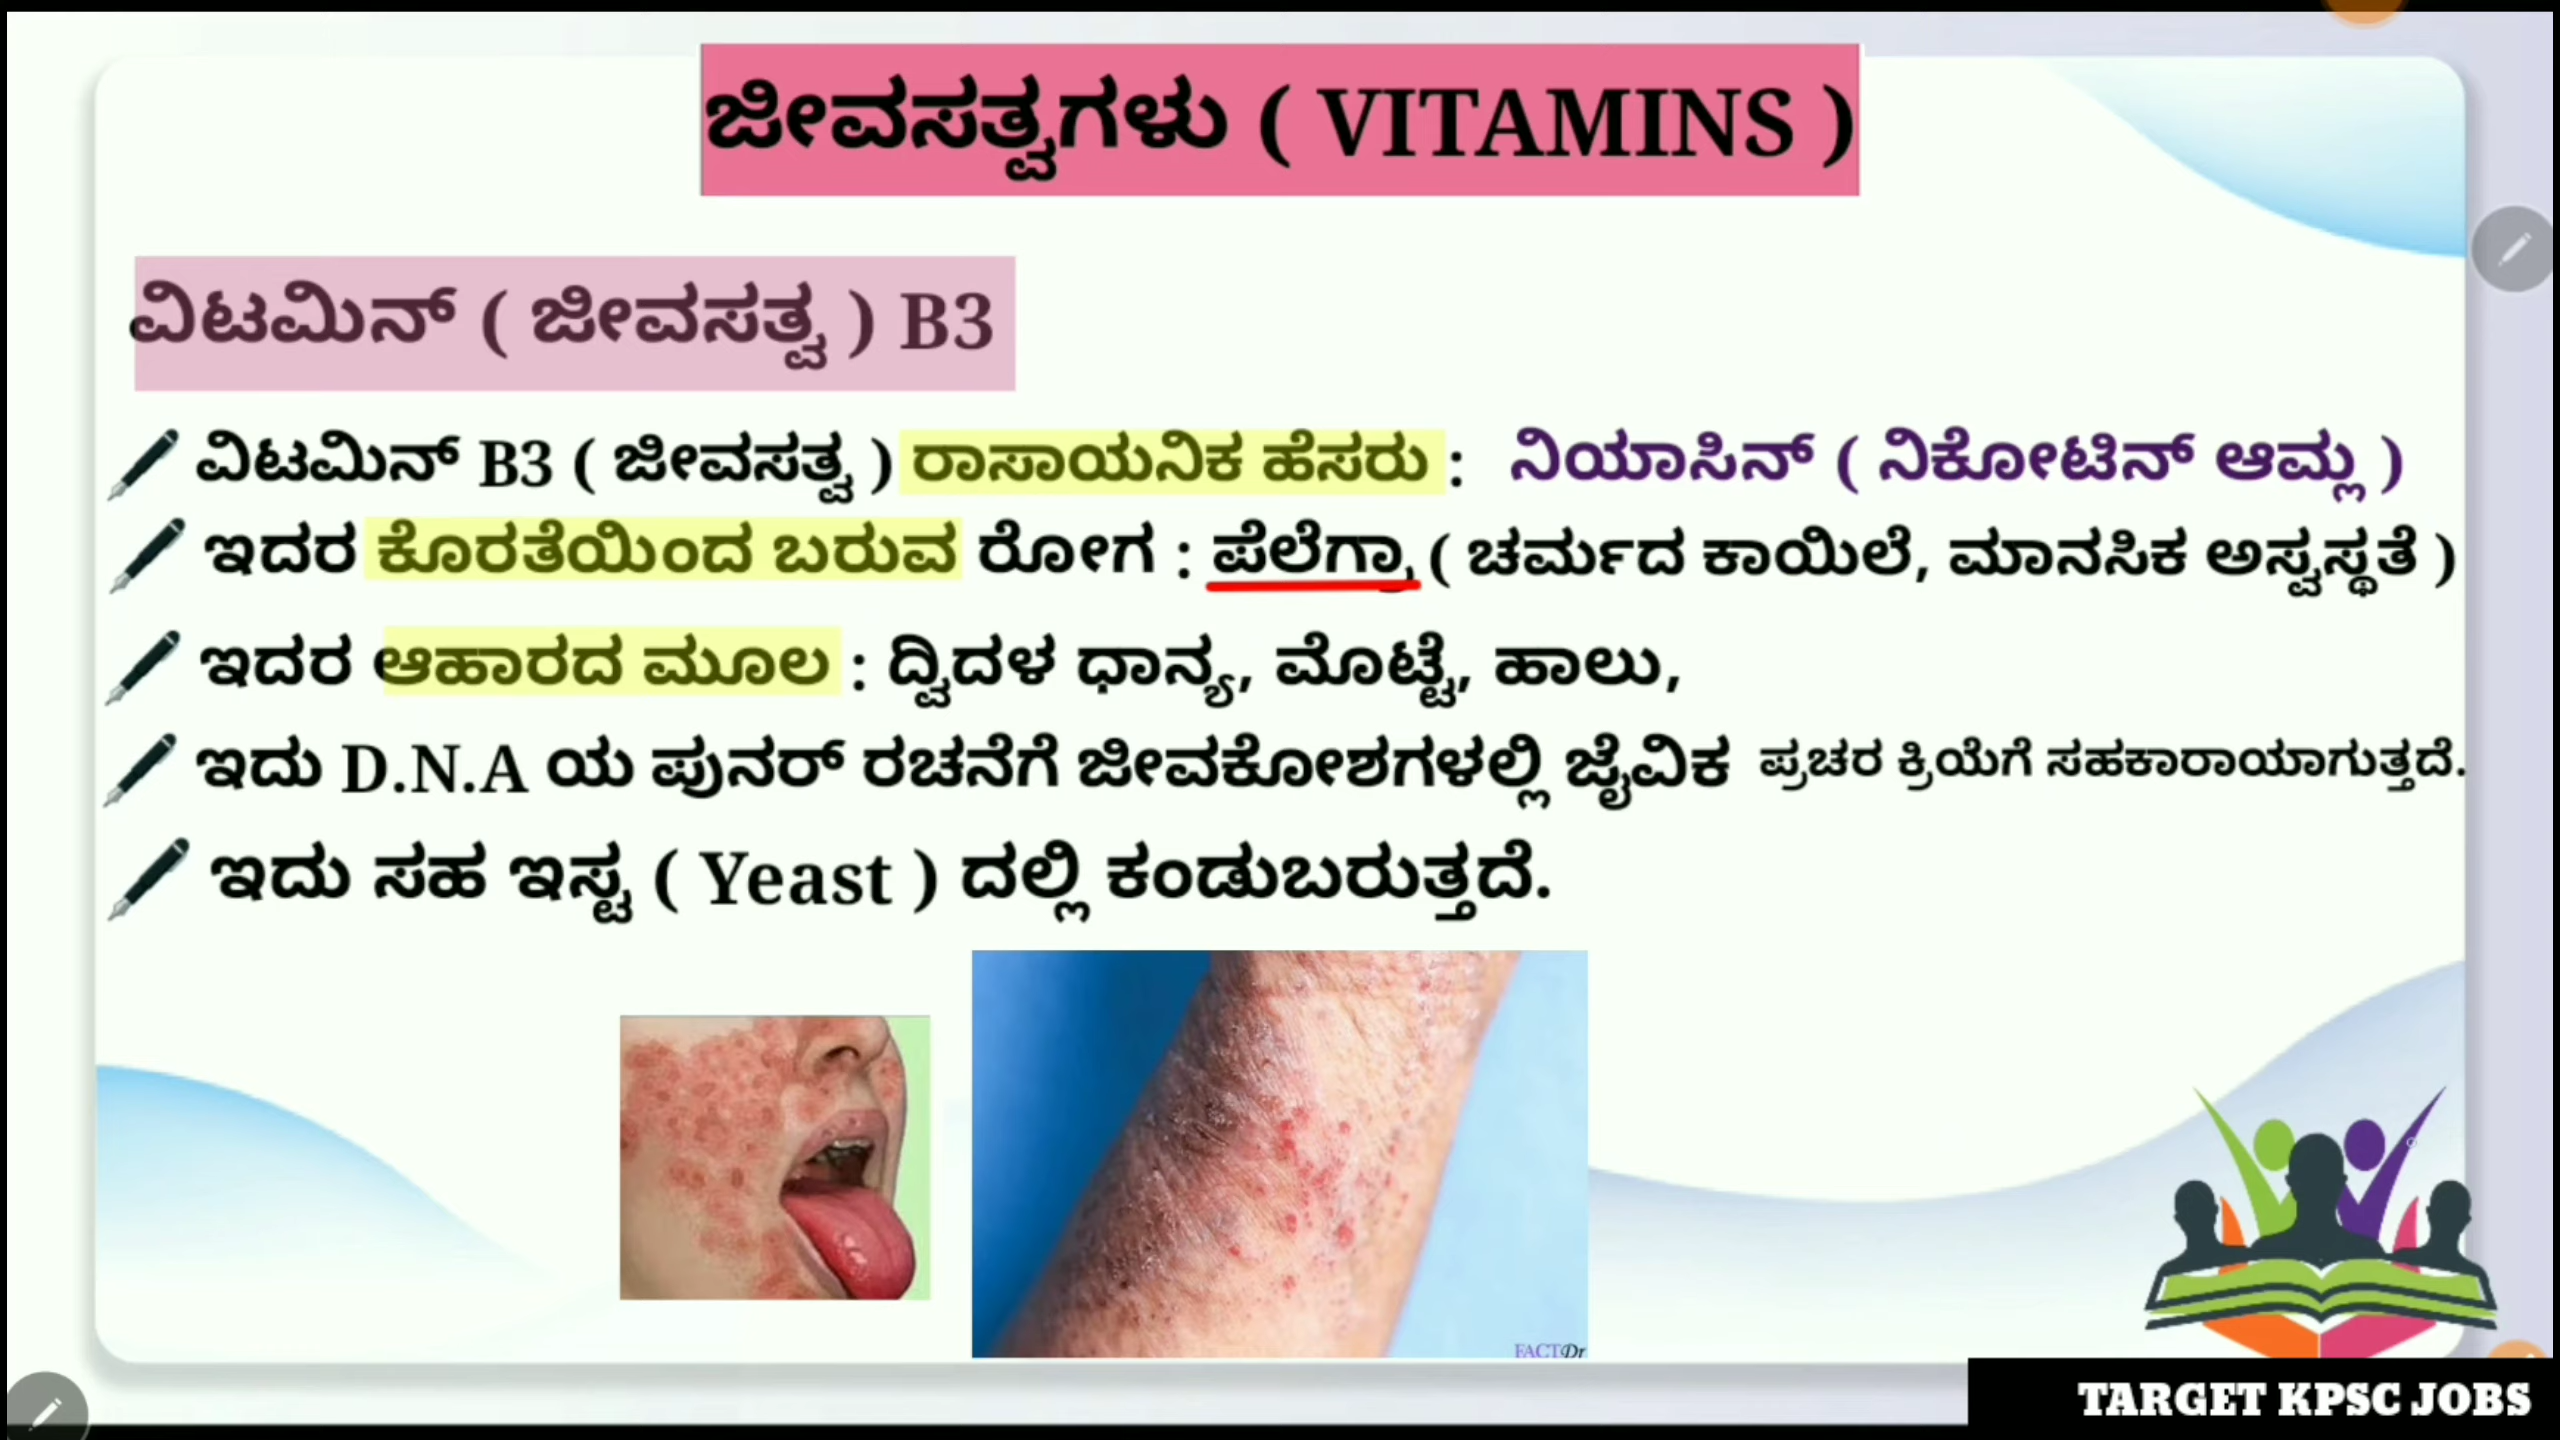 ಜೀವಸತ್ವಗಳು ( VITAMINS )
ವಿಟಮಿನ್ ( ಜೀವಸತ್ವ ) B3
ವಿಟಮಿನ್ B3 ( ಜೀವಸತ್ವ ) ರಾಸಾಯನಿಕ ಹೆಸರು : ನಿಯಾಸಿನ್ ( ನಿಕೋಟಿನ್ ಆಮ್ಲ )
ಇದರ ಕೊರತೆಯಿಂದ ಬರುವ ರೋಗ : ಪೆಲೆಗ್ರಾ ( ಚರ್ಮದ ಕಾಯಿಲೆ, ಮಾನಸಿಕ ಅಸ್ವಸ್ಥತೆ )
ಇದರ ಆಹಾರದ ಮೂಲ : ದ್ವಿದಳ ಧಾನ್ಯ, ಮೊಟ್ಟೆ, ಹಾಲು,
ಇದು D.N.A ಯ ಪುನರ್ ರಚನೆಗೆ ಜೀವಕೋಶಗಳಲ್ಲಿ ಜೈವಿಕ ಪ್ರಚರ ಕ್ರಿಯೆಗೆ ಸಹಕಾರಾಯಾಗುತ್ತದೆ.
ಇದು ಸಹ ಇಸ್ಟ ( Yeast ) ದಲ್ಲಿ ಕಂಡುಬರುತ್ತದೆ.
FACTDr
TARGET KPSC JOBS